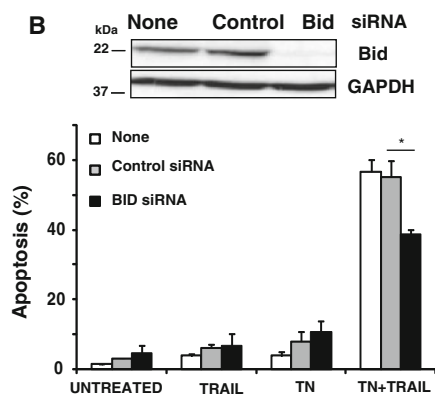 B
kDa
None Control Bid siRNA
22
Bid
37
GAPDH
None
Control siRNA
BID siRNA
*
Apoptosis (%)
60
40
20
0
UNTREATED TRAIL TN TN+TRAIL